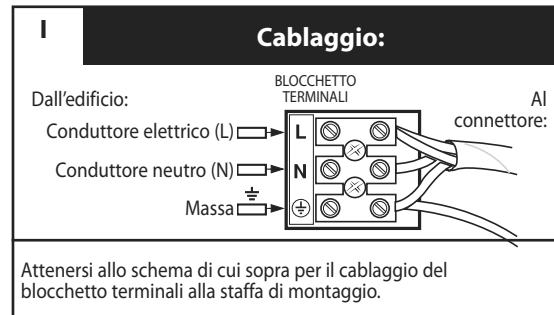 I
Cablaggio:
BLOCCHETTO
TERMINALI
Dall'edificio:
Al
connettore:
Conduttore elettrico (L)
L
Conduttore neutro (N)
N
Massa
Attenersi allo schema di cui sopra per il cablaggio del
blocchetto terminali alla staffa di montaggio.